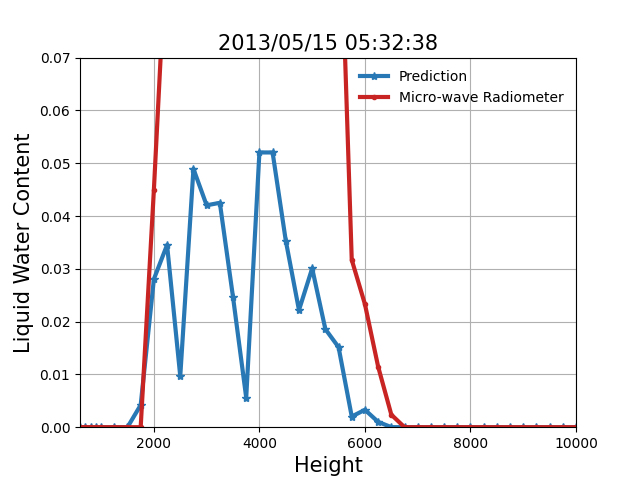 2013/05/15 05:32:38
0.07
0.06
0.05
0.04
0.03
0.02
0.01
0.00
Liquid Water Content
Prediction
Micro-wave Radiometer
2000 4000 6000 8000 10000
Height